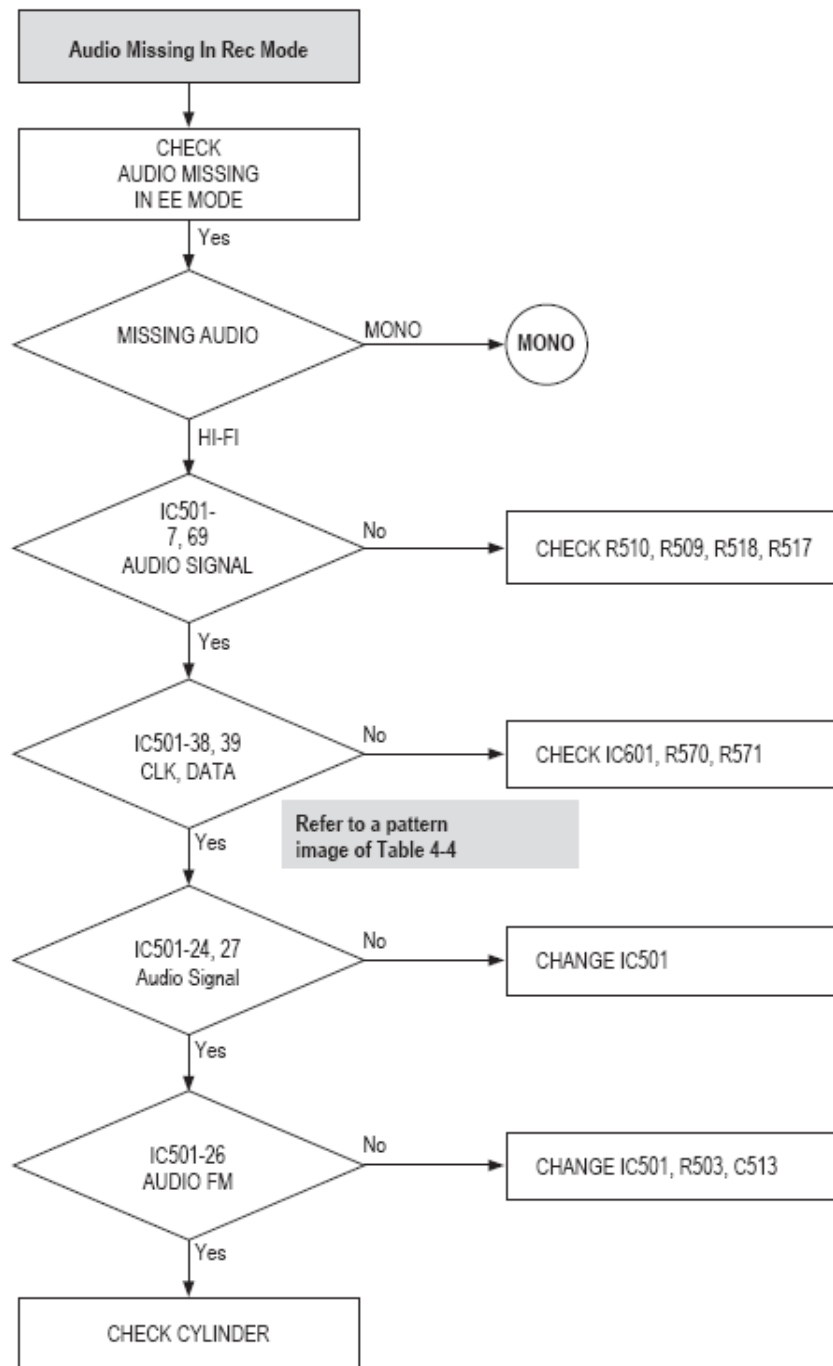 Audio Missing In Rec Mode
CHECK
AUDIO MISSING
IN EE MODE
Yes
MISSING AUDIO
MONO
MONO
HI-FI
IC501-
7, 69
AUDIO SIGNAL
No
CHECK R510, R509, R518, R517
Yes
IC501-38, 39
CLK, DATA
No
CHECK IC601, R570, R571
Refer to a pattern
image of Table 4-4
Yes
IC501-24, 27
Audio Signal
No
CHANGE IC501
Yes
IC501-26
AUDIO FM
No
CHANGE IC501, R503, C513
Yes
CHECK CYLINDER